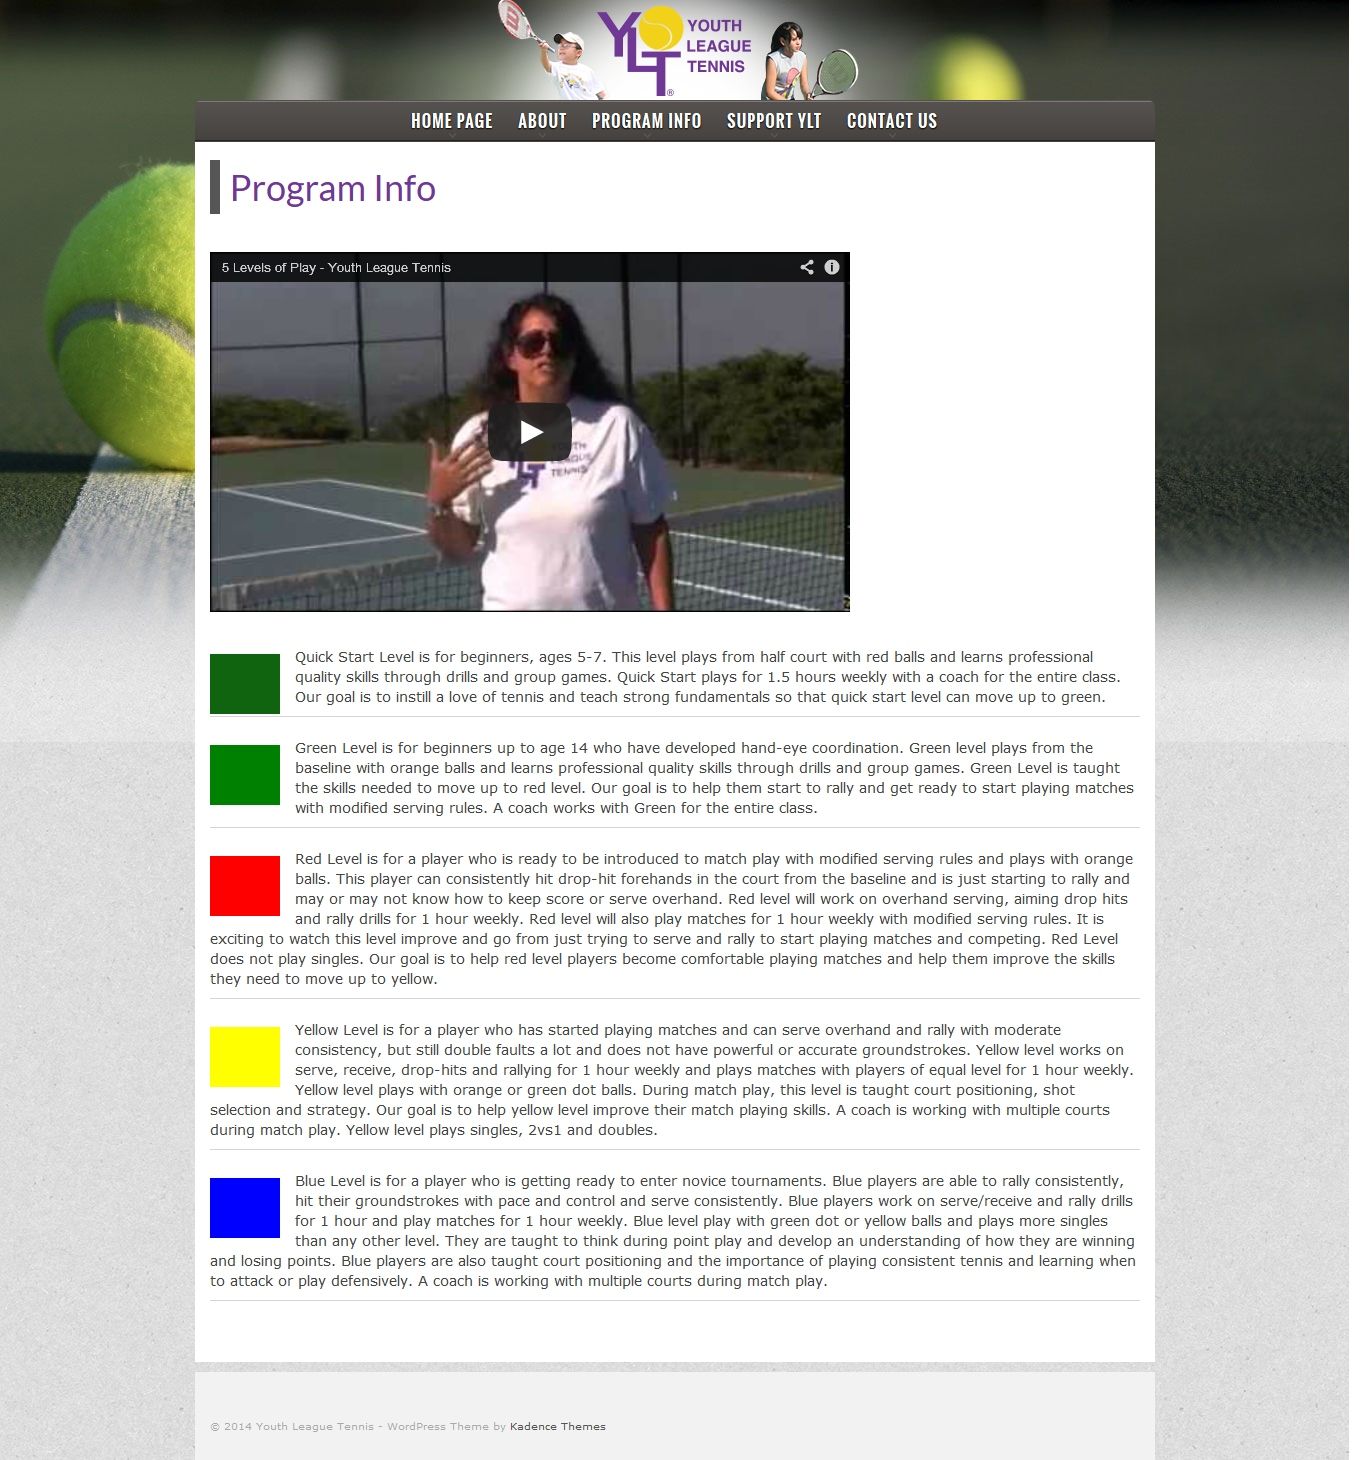 YLT YOUTH
LEAGUE
TENNIS
®
HOME PAGE ABOUT PROGRAM INFO SUPPORT YLT CONTACT US
Program Info
5 Levels of Play - Youth League Tennis
YOUTH
LEAGUE
YLT TENNIS
Quick Start Level is for beginners, ages 5-7. This level plays from half court with red balls and learns professional
quality skills through drills and group games. Quick Start plays for 1.5 hours weekly with a coach for the entire class.
Our goal is to instill a love of tennis and teach strong fundamentals so that quick start level can move up to green.
Green Level is for beginners up to age 14 who have developed hand-eye coordination. Green level plays from the
baseline with orange balls and learns professional quality skills through drills and group games. Green Level is taught
the skills needed to move up to red level. Our goal is to help them start to rally and get ready to start playing matches
with modified serving rules. A coach works with Green for the entire class.
Red Level is for a player who is ready to be introduced to match play with modified serving rules and plays with orange
balls. This player can consistently hit drop-hit forehands in the court from the baseline and is just starting to rally and
may or may not know how to keep score or serve overhand. Red level will work on overhand serving, aiming drop hits
and rally drills for 1 hour weekly. Red level will also play matches for 1 hour weekly with modified serving rules. It is
exciting to watch this level improve and go from just trying to serve and rally to start playing matches and competing. Red Level
does not play singles. Our goal is to help red level players become comfortable playing matches and help them improve the skills
they need to move up to yellow.
Yellow Level is for a player who has started playing matches and can serve overhand and rally with moderate
consistency, but still double faults a lot and does not have powerful or accurate groundstrokes. Yellow level works on
serve, receive, drop-hits and rallying for 1 hour weekly and plays matches with players of equal level for 1 hour weekly.
Yellow level plays with orange or green dot balls. During match play, this level is taught court positioning, shot
selection and strategy. Our goal is to help yellow level improve their match playing skills. A coach is working with multiple courts
during match play. Yellow level plays singles, 2vs1 and doubles.
Blue Level is for a player who is getting ready to enter novice tournaments. Blue players are able to rally consistently,
hit their groundstrokes with pace and control and serve consistently. Blue players work on serve/receive and rally drills
for 1 hour and play matches for 1 hour weekly. Blue level play with green dot or yellow balls and plays more singles
than any other level. They are taught to think during point play and develop an understanding of how they are winning
and losing points. Blue players are also taught court positioning and the importance of playing consistent tennis and learning when
to attack or play defensively. A coach is working with multiple courts during match play.
© 2014 Youth League Tennis - WordPress Theme by Kadence Themes